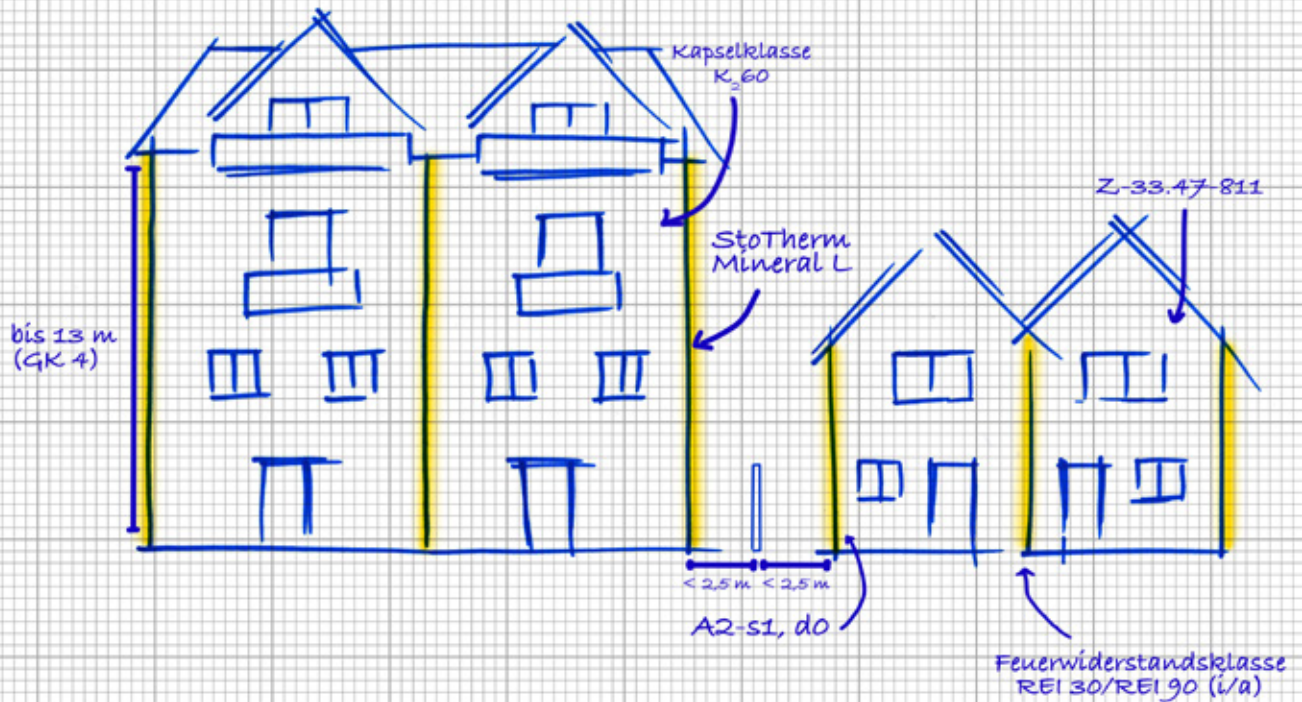 Kapselklasse
K₂60
Z-33.47-811
StoTherm
Mineral L
bis 13 m
(GK 4)
< 2,5 m < 2,5 m
A2-s1, d0
Feuerwiderstandsklasse
REI 30/REI 90 (i/a)